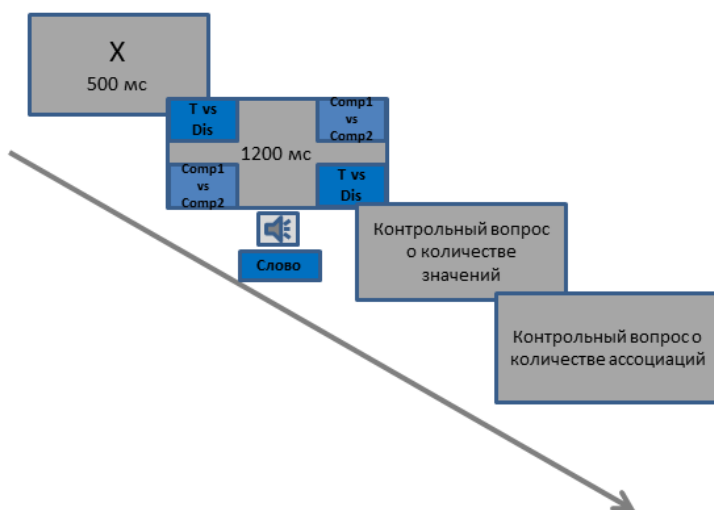 X
500 мс
T vs
Dis
Comp1
vs
Comp2
1200 мс
Comp1
vs
Comp2
T vs
Dis
Слово
Контрольный вопрос
о количестве
значений
Контрольный вопрос о
количестве ассоциаций